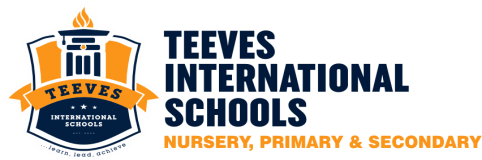 TEEVES
INTERNATIONAL
SCHOOLS
...learn, lead, achieve
TEEVES
INTERNATIONAL
SCHOOLS
NURSERY, PRIMARY & SECONDARY